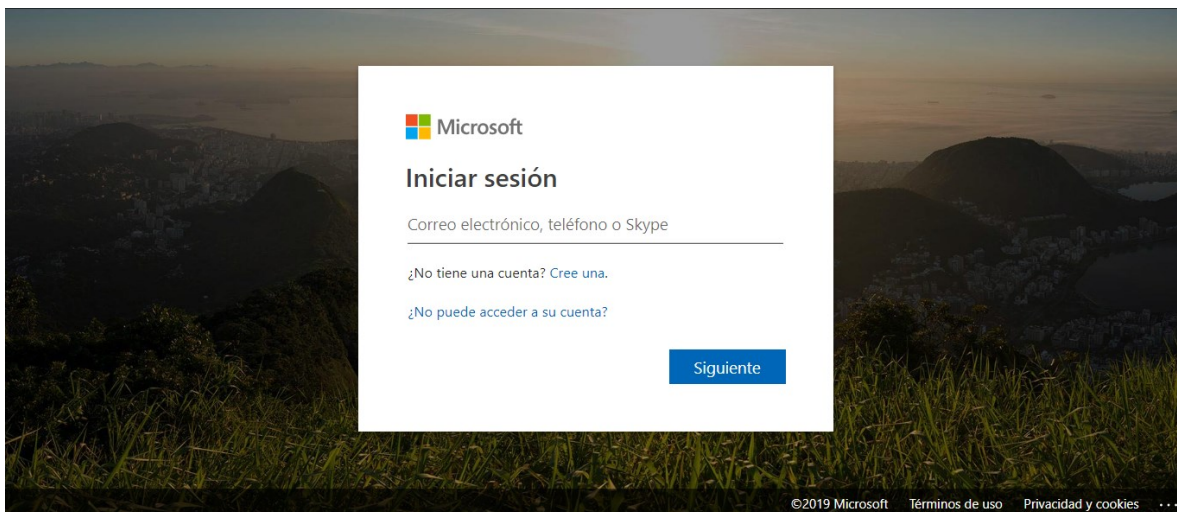 Microsoft
Iniciar sesión
Correo electrónico, teléfono o Skype
¿No tiene una cuenta? Cree una.
¿No puede acceder a su cuenta?
Siguiente
©2019 Microsoft Términos de uso Privacidad y cookies ...